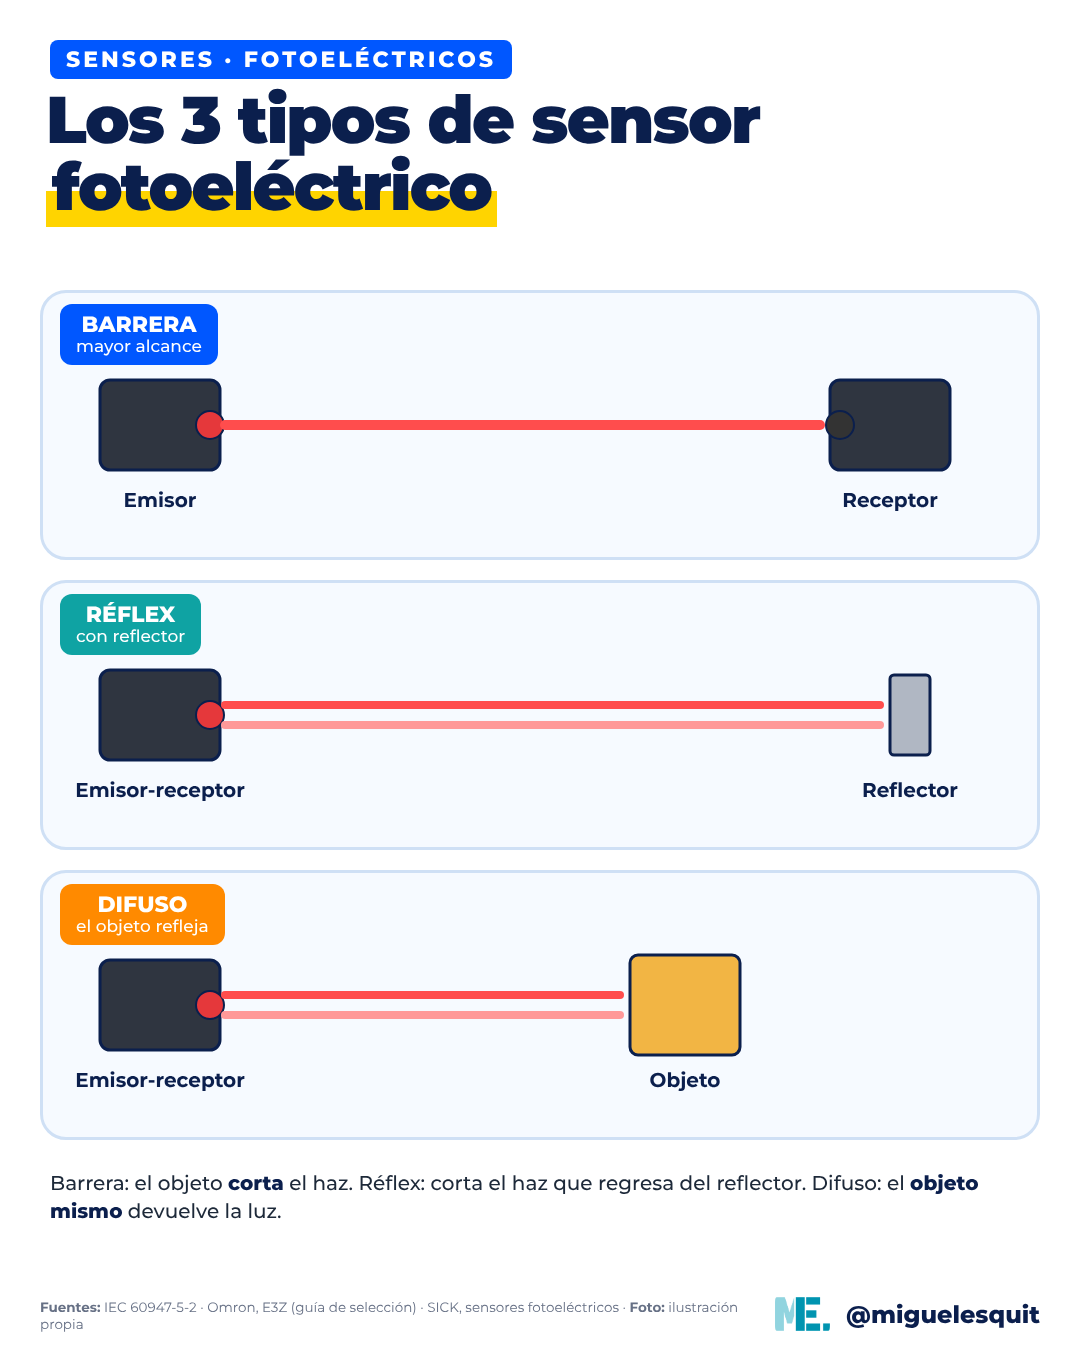 SENSORES · FOTOELÉCTRICOS
Los 3 tipos de sensor
fotoeléctrico
BARRERA
mayor alcance
Emisor
Receptor
RÉFLEX
con reflector
Emisor-receptor
Reflector
DIFUSO
el objeto refleja
Emisor-receptor
Objeto
Barrera: el objeto corta el haz. Réflex: corta el haz que regresa del reflector. Difuso: el objeto
mismo devuelve la luz.
Fuentes: IEC 60947-5-2 · Omron, E3Z (guía de selección) · SICK, sensores fotoeléctricos · Foto: ilustración
propia
ME. @miguelesquit